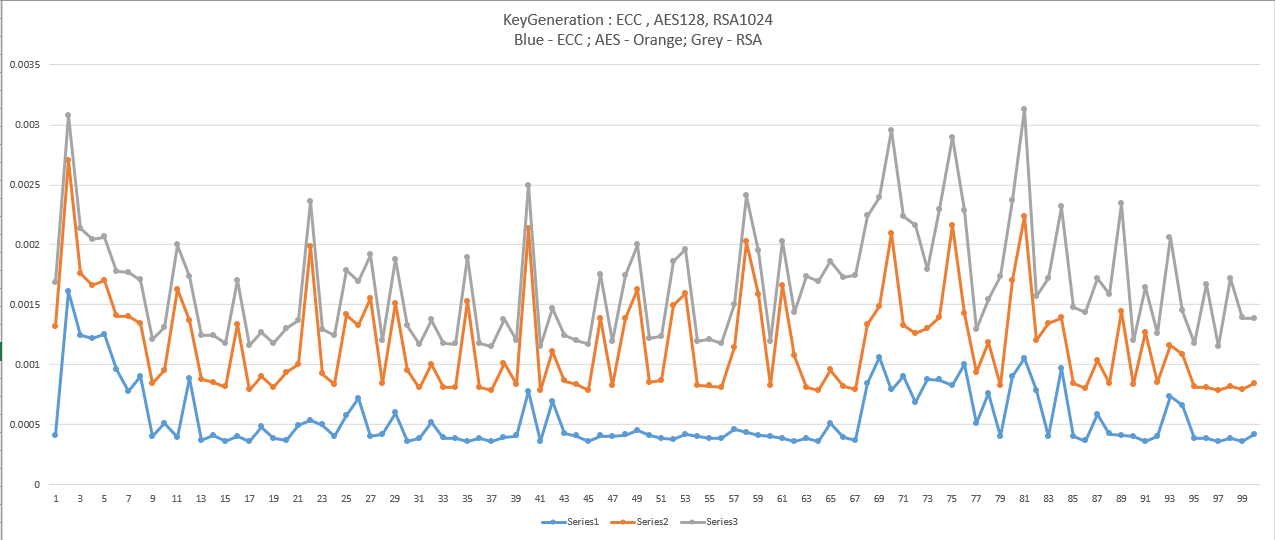 KeyGeneration : ECC , AES128, RSA1024
Blue - ECC ; AES - Orange; Grey - RSA
0.0035
0.003
0.0025
0.002
0.0015
0.001
0.0005
0
1 3 5 7 9 11 13 15 17 19 21 23 25 27 29 31 33 35 37 39 41 43 45 47 49 51 53 55 57 59 61 63 65 67 69 71 73 75 77 79 81 83 85 87 89 91 93 95 97 99
Series1 Series2 Series3